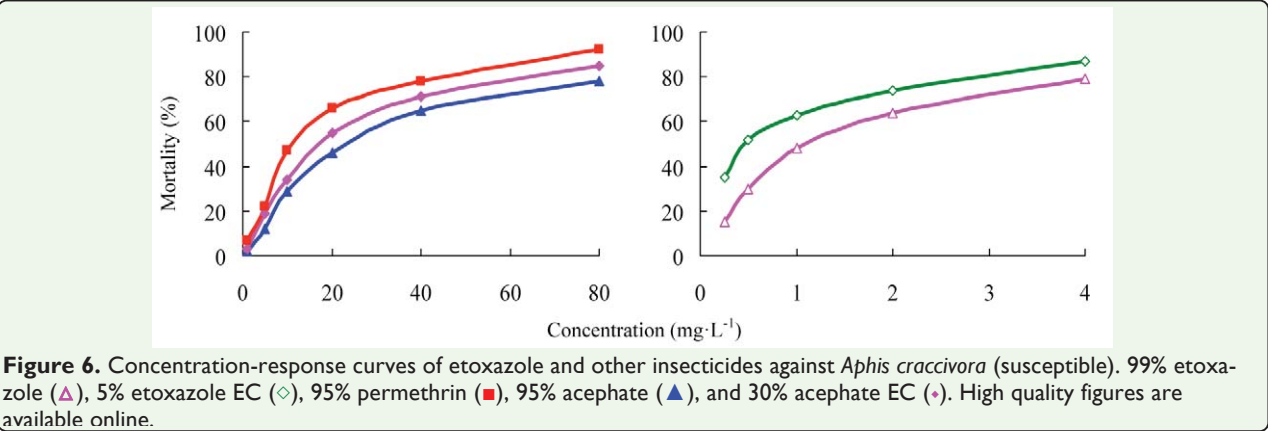 100
80
60
40
20
0
Mortality (%)
0 20 40 60 80
100
80
60
40
20
0
0 1 2 3 4
Concentration (mg·L⁻¹)
Figure 6. Concentration-response curves of etoxazole and other insecticides against Aphis craccivora (susceptible). 99% etoxa-
zole (△), 5% etoxazole EC (◇), 95% permethrin (■), 95% acephate (▲), and 30% acephate EC (⬥). High quality figures are
available online.